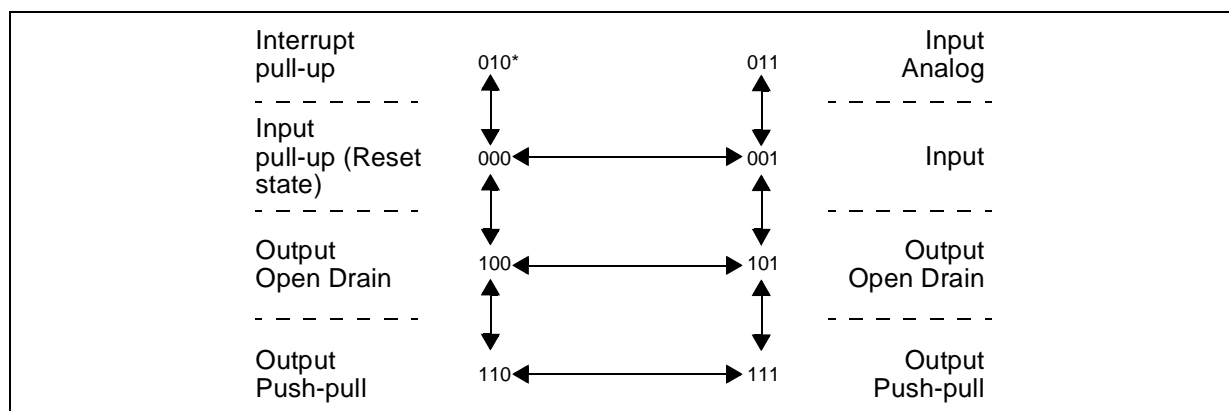 Interrupt
pull-up
010*
011
Input
Analog
Input
pull-up (Reset
state)
000
001
Input
Output
Open Drain
100
101
Output
Open Drain
Output
Push-pull
110
111
Output
Push-pull